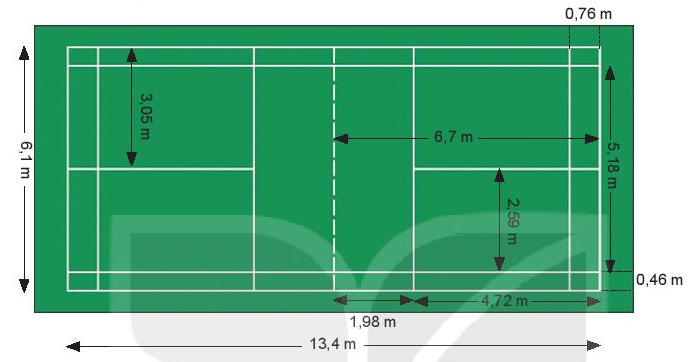 0,76 m
3,05 m
6,1 m
6,7 m
5,18 m
2,59 m
0,46 m
4,72 m
1,98 m
13,4 m